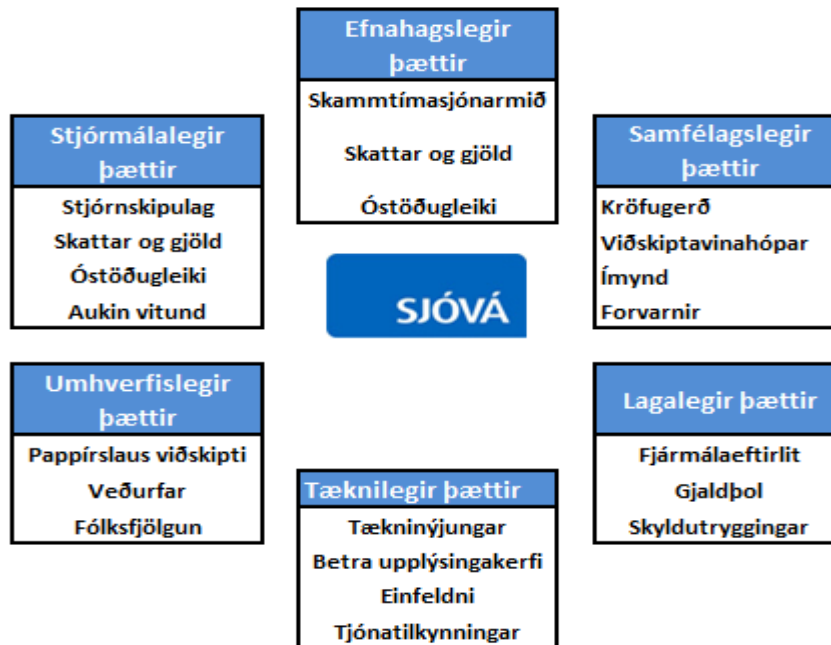 Efnahagslegir
þættir
Skammtímasjónarmið
Skattar og gjöld
Óstöðugleiki
Stjórmálalegir
þættir
Stjórnskipulag
Skattar og gjöld
Óstöðugleiki
Aukin vitund
Samfélagslegir
þættir
Kröfugerð
Viðskiptavinahópar
Ímynd
Forvarnir
SJÓVÁ
Umhverfislegir
þættir
Pappírslaus viðskipti
Veðurfar
Fólksfjölgun
Tæknilegir þættir
Tækninýjungar
Betra upplýsingakerfi
Einfeldni
Tjónatilkynningar
Lagalegir þættir
Fjármálaeftirlit
Gjaldþol
Skyldutryggingar